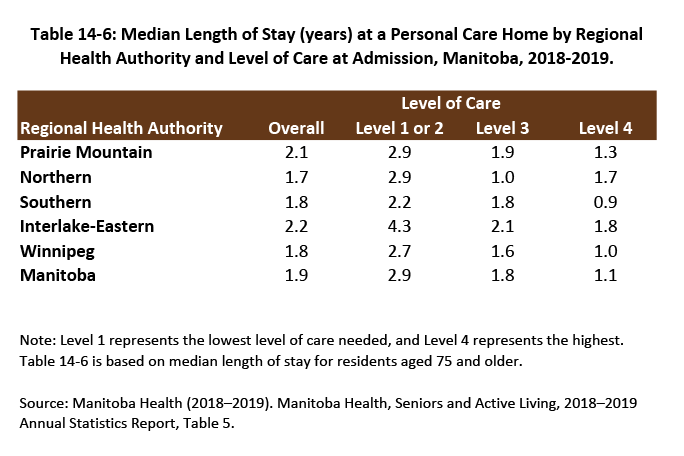 Table 14-6: Median Length of Stay (years) at a Personal Care Home by Regional
Health Authority and Level of Care at Admission, Manitoba, 2018-2019.
Level of Care
Regional Health Authority Overall Level 1 or 2 Level 3 Level 4
Prairie Mountain 2.1 2.9 1.9 1.3
Northern 1.7 2.9 1.0 1.7
Southern 1.8 2.2 1.8 0.9
Interlake-Eastern 2.2 4.3 2.1 1.8
Winnipeg 1.8 2.7 1.6 1.0
Manitoba 1.9 2.9 1.8 1.1
Note: Level 1 represents the lowest level of care needed, and Level 4 represents the highest.
Table 14-6 is based on median length of stay for residents aged 75 and older.
Source: Manitoba Health (2018–2019). Manitoba Health, Seniors and Active Living, 2018–2019
Annual Statistics Report, Table 5.